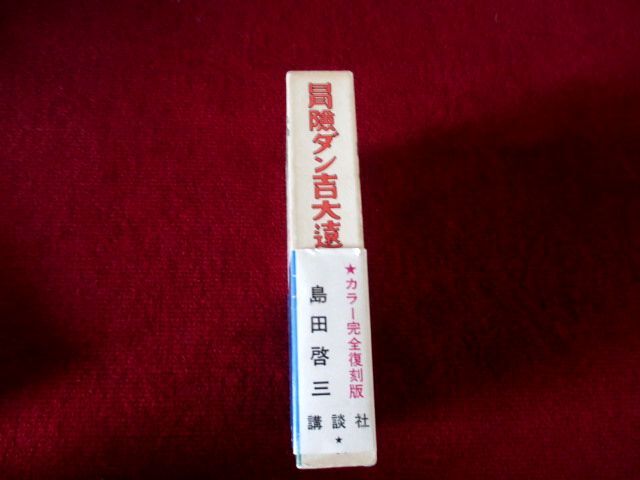 冒險ダン吉大遠
★カラー完全復刻版
島田啓三
講談社
★